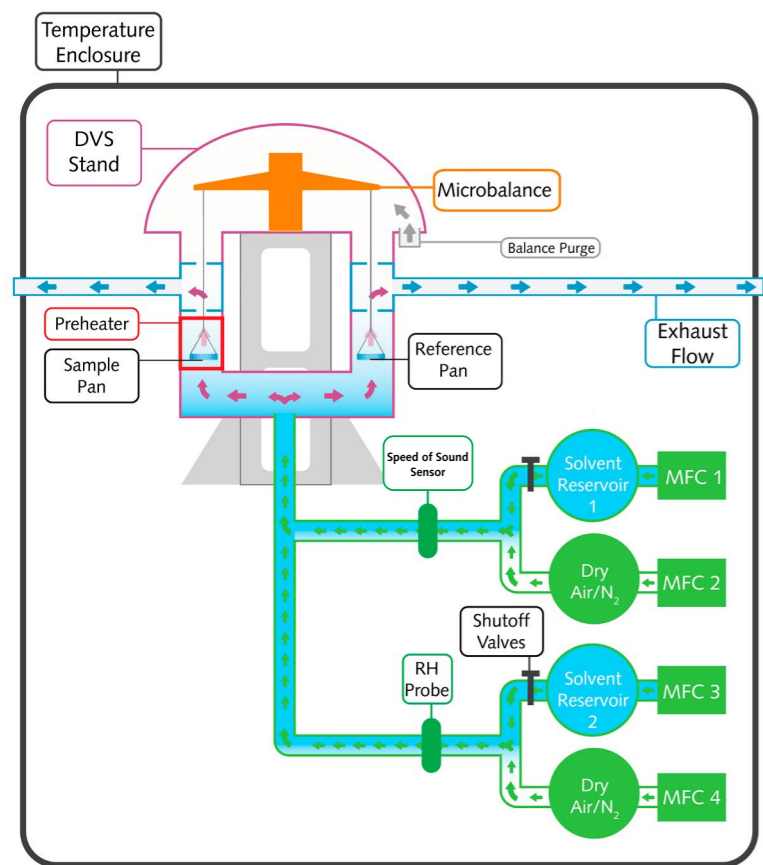 Temperature
Enclosure
DVS
Stand
Microbalance
Balance Purge
Preheater
Sample
Pan
Reference
Pan
Exhaust
Flow
Speed of Sound
Sensor
Solvent
Reservoir
1
MFC 1
Dry
Air/N₂
MFC 2
Shutoff
Valves
RH
Probe
Solvent
Reservoir
2
MFC 3
Dry
Air/N₂
MFC 4